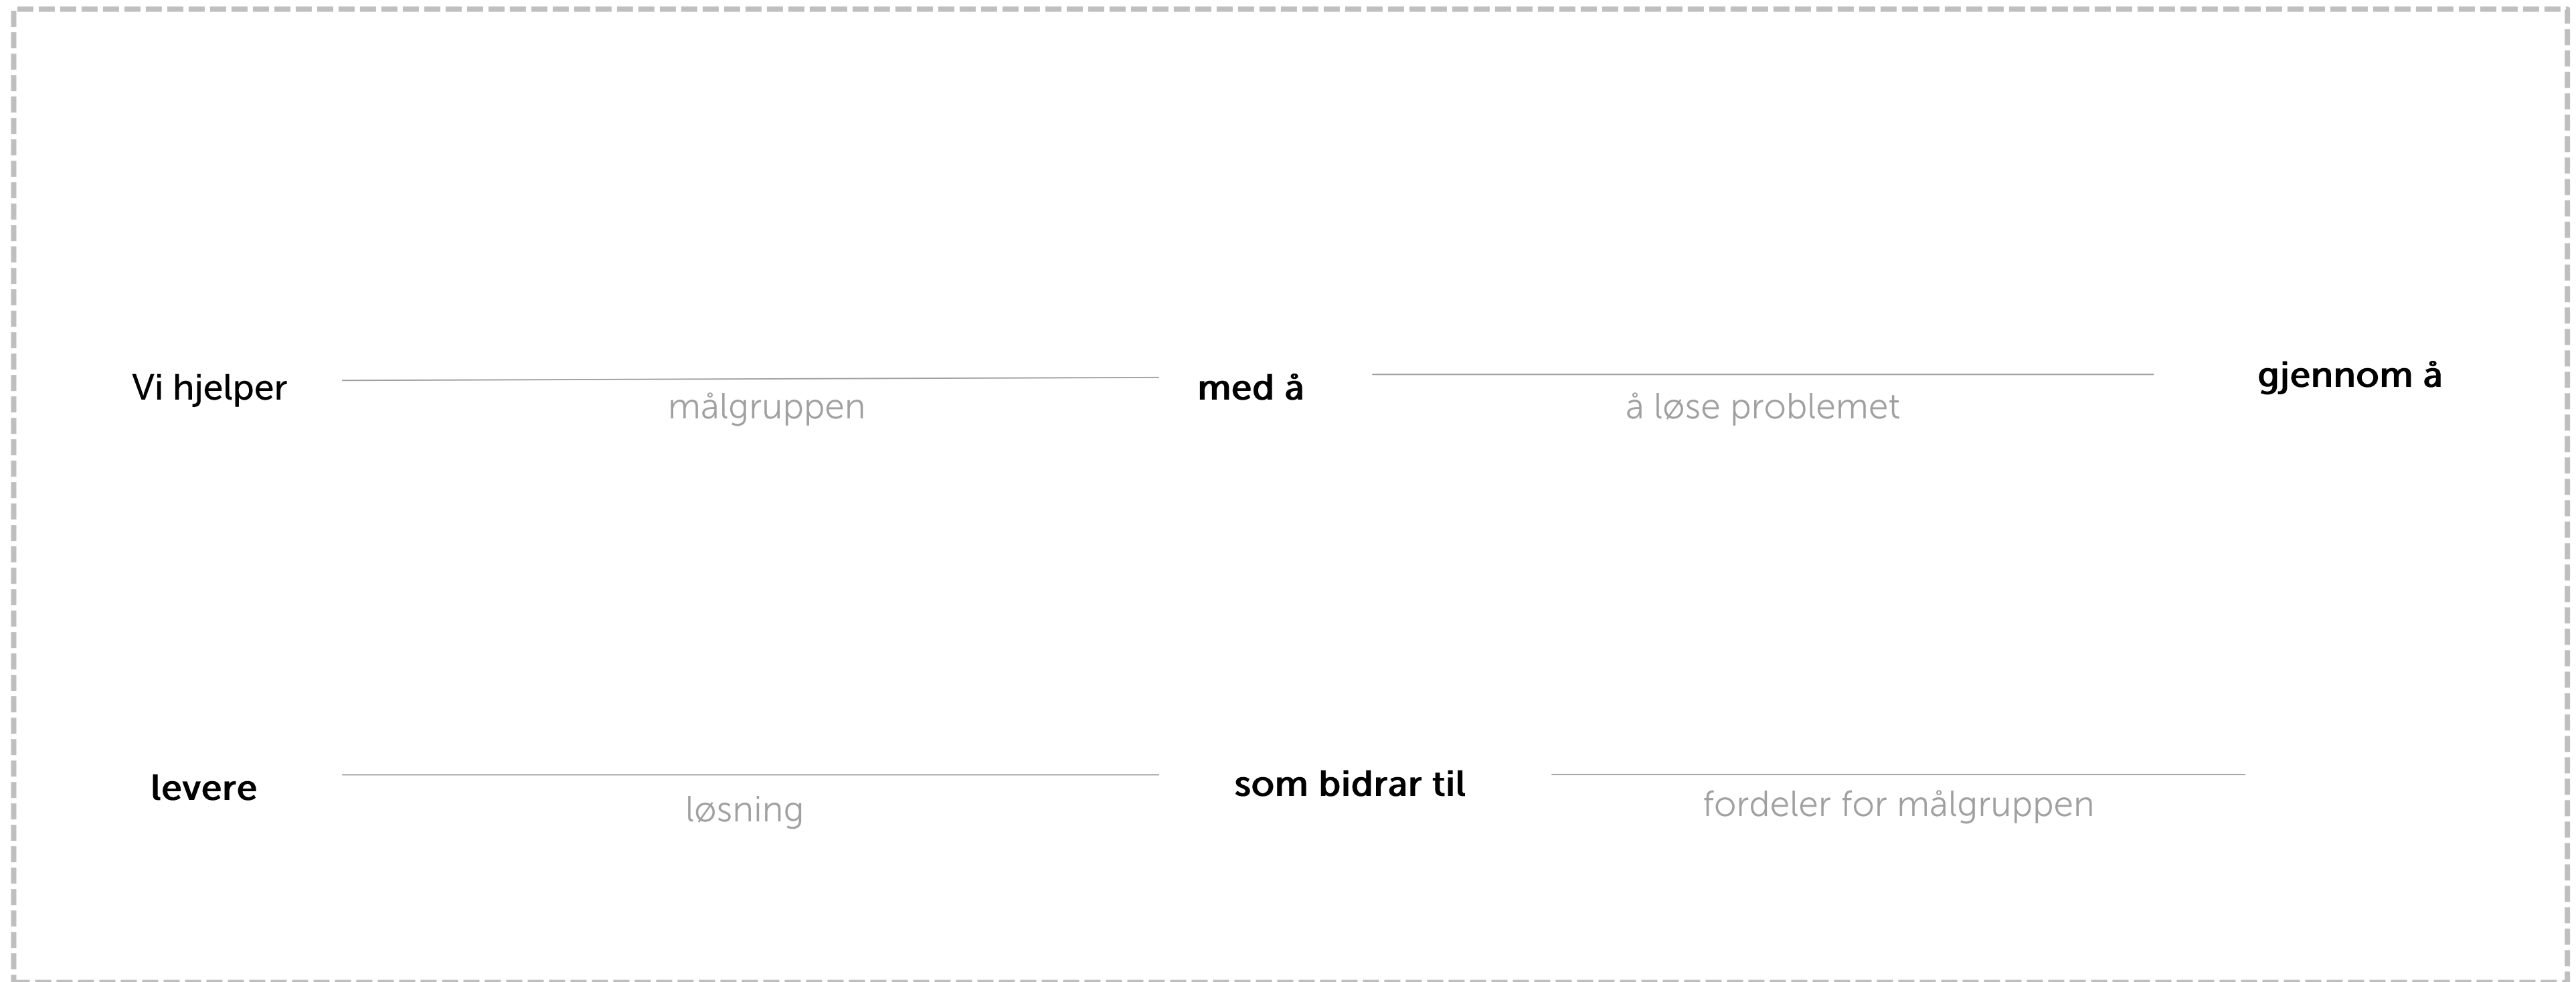 Vi hjelper med å gjennom å
målgruppen å løse problemet
levere som bidrar til
løsning fordeler for målgruppen